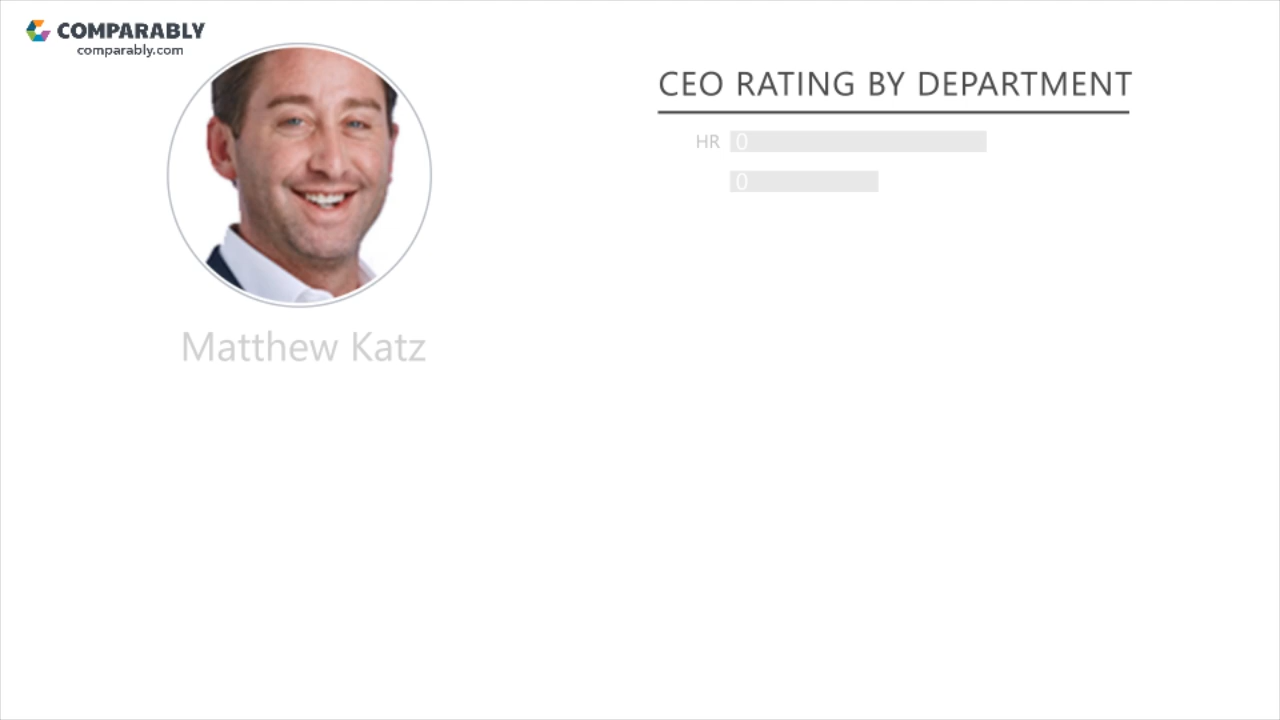 COMPARABLY
comparably.com
CEO RATING BY DEPARTMENT
HR 0
0
Matthew Katz